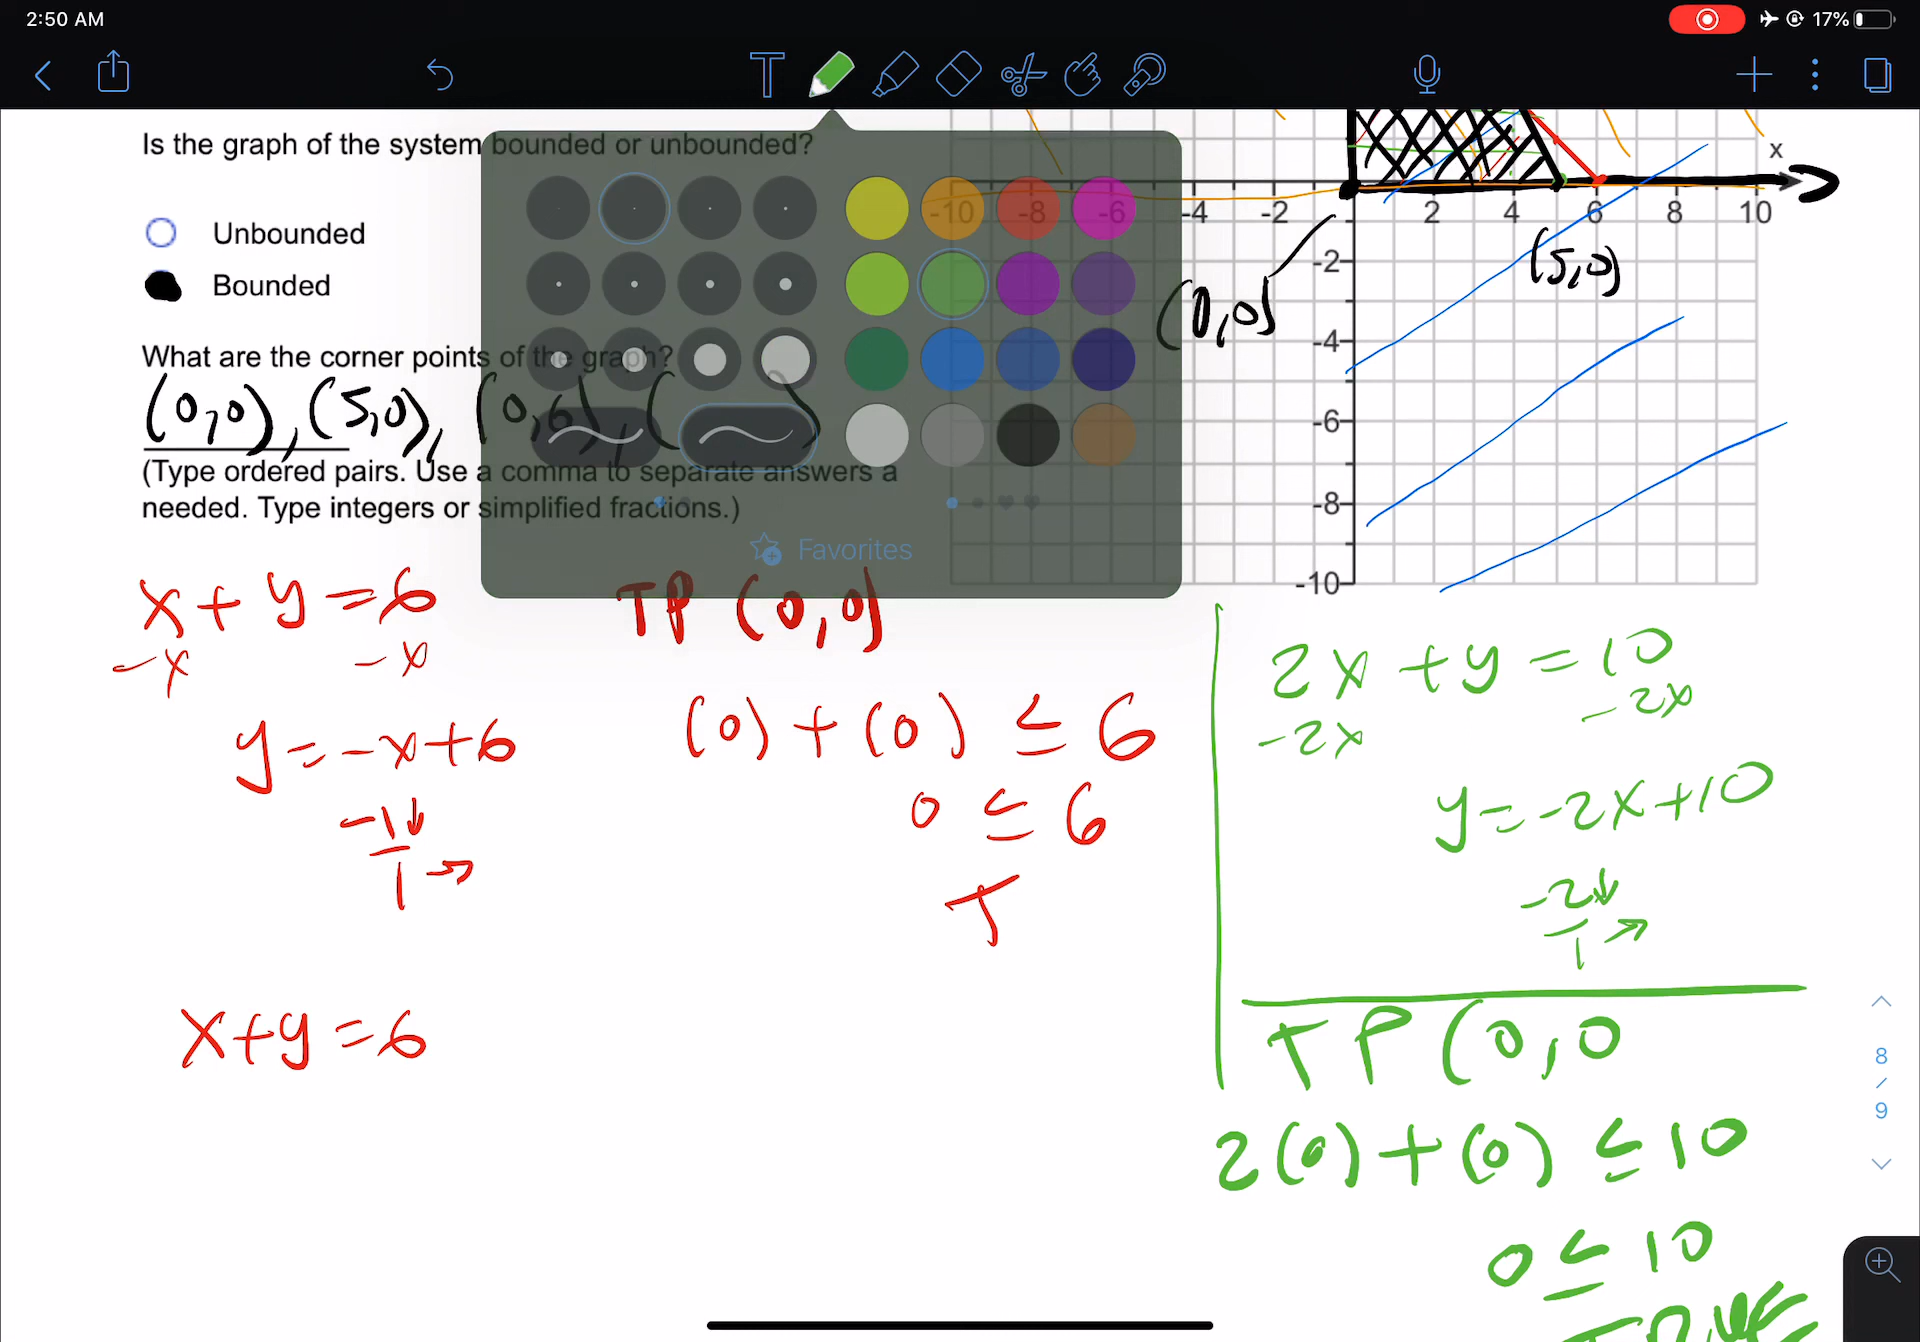 2:50 AM
17%
Is the graph of the system bounded or unbounded?
Unbounded
Bounded
What are the corner points of the graph?
(0,0), (5,0), (0,6), ( )
(Type ordered pairs. Use a comma to separate answers a
needed. Type integers or simplified fractions.)
Favorites
x
-10 -8 -6 -4 -2 2 4 6 8 10
-2
-4
-6
-8
-10
(0,0)
(5,0)
x + y = 6
-x -x
y = -x+6
-1↓
1 →
x+y=6
TP (0,0)
(0) + (0) ≤ 6
0 ≤ 6
T
2x + y = 10
-2x -2x
y = -2x+10
-2↓
1 →
TP (0,0
2(0) + (0) ≤ 10
0 ≤ 10
TRUE
8
/
9